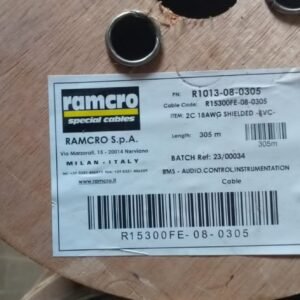 ramcro
special cables
RAMCRO S.p.A.
Via Marzorati, 15 - 20014 Nerviano
MILAN - ITALY
www.ramcro.it
PN: R1013-08-0305
Cable Code: R15300FE-08-0305
ITEM: 2C 18AWG SHIELDED -EVC-
Length: 305 m
305m
BATCH Ref: 23/00034
BMS - AUDIO.CONTROL.INSTRUMENTATION
Cable
R15300FE-08-0305